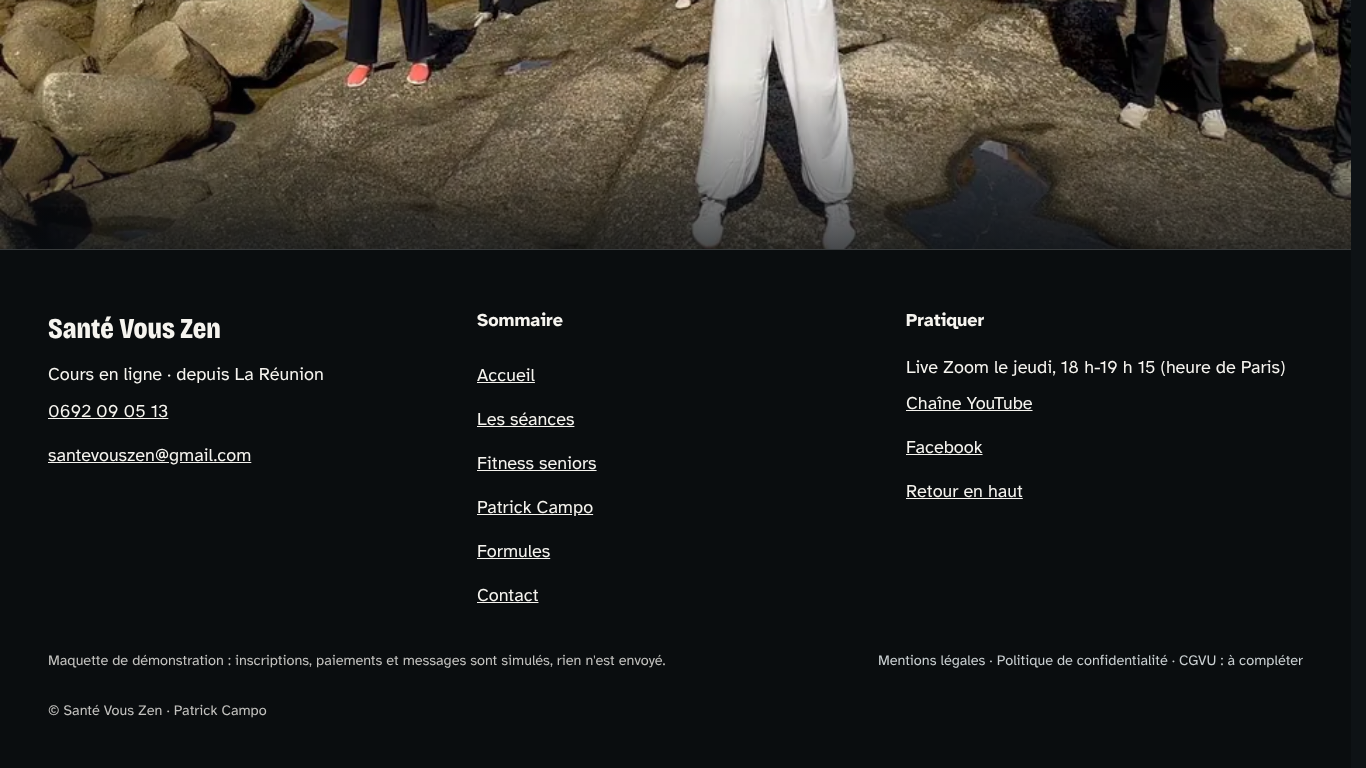 Santé Vous Zen
Cours en ligne · depuis La Réunion
0692 09 05 13
santevouszen@gmail.com
Sommaire
Accueil
Les séances
Fitness seniors
Patrick Campo
Formules
Contact
Pratiquer
Live Zoom le jeudi, 18 h-19 h 15 (heure de Paris)
Chaîne YouTube
Facebook
Retour en haut
Maquette de démonstration : inscriptions, paiements et messages sont simulés, rien n'est envoyé.
Mentions légales · Politique de confidentialité · CGVU : à compléter
© Santé Vous Zen · Patrick Campo